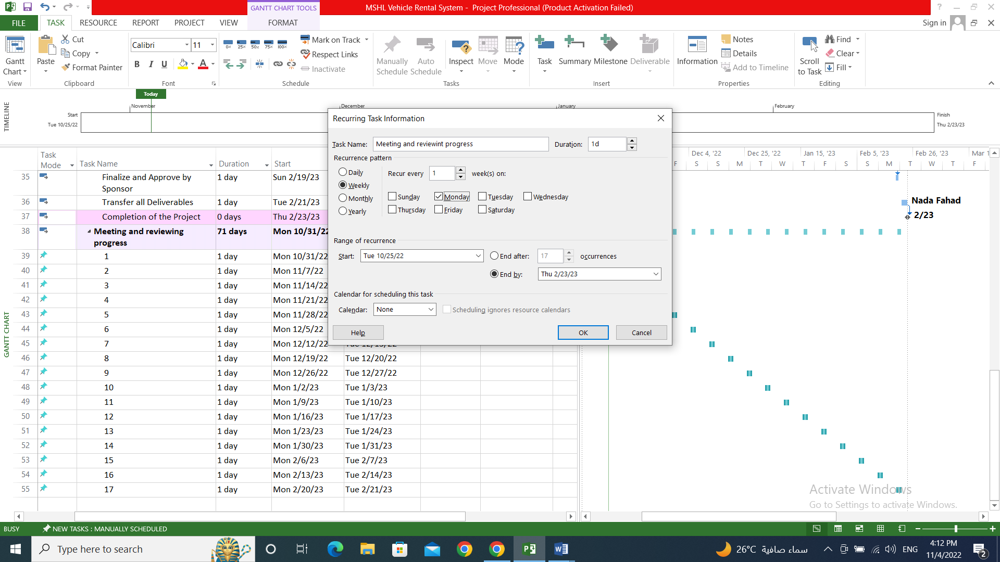 GANTT CHART TOOLS
MSHL Vehicle Rental System - Project Professional (Product Activation Failed)
FILE TASK RESOURCE REPORT PROJECT VIEW FORMAT
Sign in
Gantt Chart
View
Paste
Cut
Copy
Format Painter
Clipboard
Calibri 11
B I U A
Font
0% 25% 50% 75% 100%
Mark on Track
Respect Links
Inactivate
Schedule
Manually Schedule
Auto Schedule
Inspect
Move
Mode
Tasks
Task
Summary
Milestone
Deliverable
Insert
Information
Notes
Details
Add to Timeline
Properties
Scroll to Task
Find
Clear
Fill
Editing
TIMELINE
Today
November December January February
Start
Tue 10/25/22
Finish
Thu 2/23/23
GANTT CHART
Task Mode Task Name Duration Start
35 Finalize and Approve by Sponsor 1 day Sun 2/19/23
36 Transfer all Deliverables 1 day Tue 2/21/23
37 Completion of the Project 0 days Thu 2/23/23
38 Meeting and reviewing progress 71 days Mon 10/31/22
39 1 1 day Mon 10/31/22
40 2 1 day Mon 11/7/22
41 3 1 day Mon 11/14/22
42 4 1 day Mon 11/21/22
43 5 1 day Mon 11/28/22
44 6 1 day Mon 12/5/22
45 7 1 day Mon 12/12/22
46 8 1 day Mon 12/19/22 Tue 12/20/22
47 9 1 day Mon 12/26/22 Tue 12/27/22
48 10 1 day Mon 1/2/23 Tue 1/3/23
49 11 1 day Mon 1/9/23 Tue 1/10/23
50 12 1 day Mon 1/16/23 Tue 1/17/23
51 13 1 day Mon 1/23/23 Tue 1/24/23
52 14 1 day Mon 1/30/23 Tue 1/31/23
53 15 1 day Mon 2/6/23 Tue 2/7/23
54 16 1 day Mon 2/13/23 Tue 2/14/23
55 17 1 day Mon 2/20/23 Tue 2/21/23
Recurring Task Information
Task Name: Meeting and reviewint progress Duration: 1d
Recurrence pattern
Daily
Weekly
Monthly
Yearly
Recur every 1 week(s) on:
Sunday Monday Tuesday Wednesday
Thursday Friday Saturday
Range of recurrence
Start: Tue 10/25/22 End after: 17 occurrences
End by: Thu 2/23/23
Calendar for scheduling this task
Calendar: None Scheduling ignores resource calendars
Help OK Cancel
Dec 4, '22 Dec 25, '22 Jan 15, '23 Feb 5, '23 Feb 26, '23 Mar 1
F S S M T W T F S S M T W T F
Nada Fahad
2/23
Activate Windows
Go to Settings to activate Windows.
BUSY NEW TASKS : MANUALLY SCHEDULED
Type here to search
26°C سماء صافية
ENG
4:12 PM
11/4/2022
2